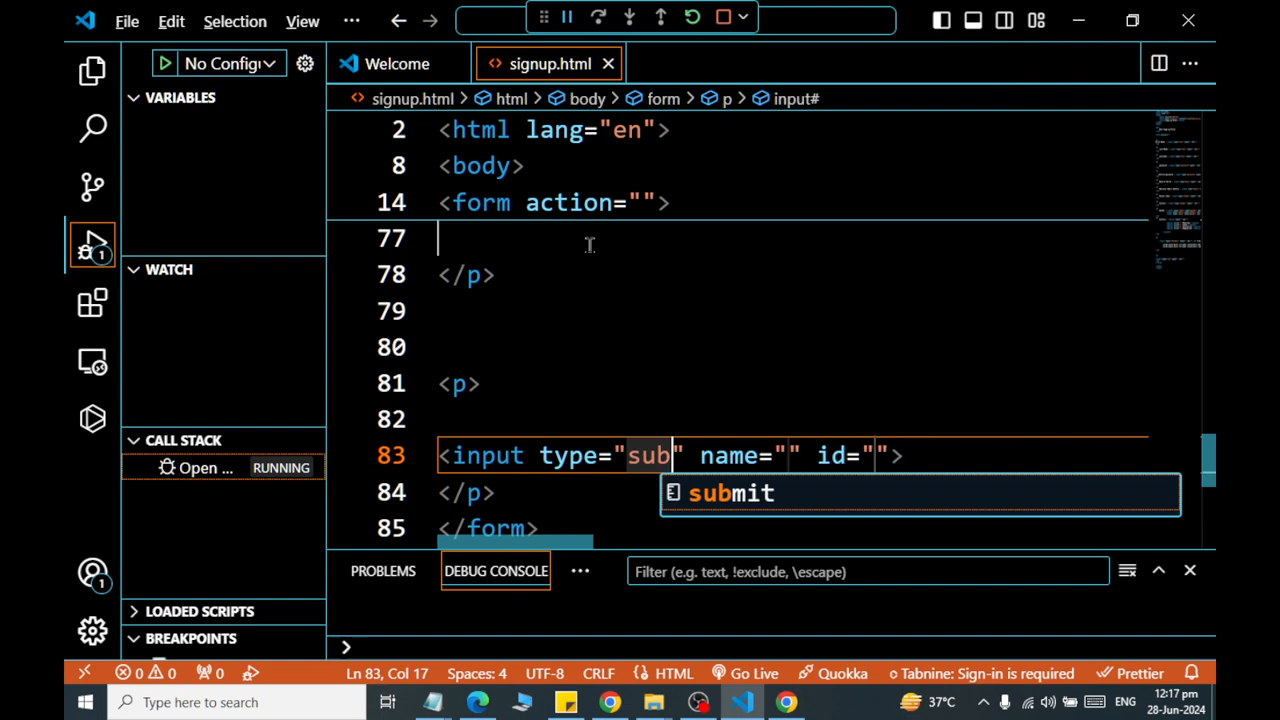 File Edit Selection View
No Config
Welcome
signup.html
VARIABLES
signup.html > html > body > form > p > input#
2 <html lang="en">
8 <body>
14 <form action="">
77
78 </p>
79
80
81 <p>
82
83 <input type="sub" name="" id="">
submit
84 </p>
85 </form>
WATCH
CALL STACK
Open ... RUNNING
LOADED SCRIPTS
BREAKPOINTS
1
1
PROBLEMS DEBUG CONSOLE
Filter (e.g. text, !exclude, \escape)
0 0 0 Ln 83, Col 17 Spaces: 4 UTF-8 CRLF HTML Go Live Quokka Tabnine: Sign-in is required Prettier
Type here to search
37°C ENG
12:17 pm
28-Jun-2024